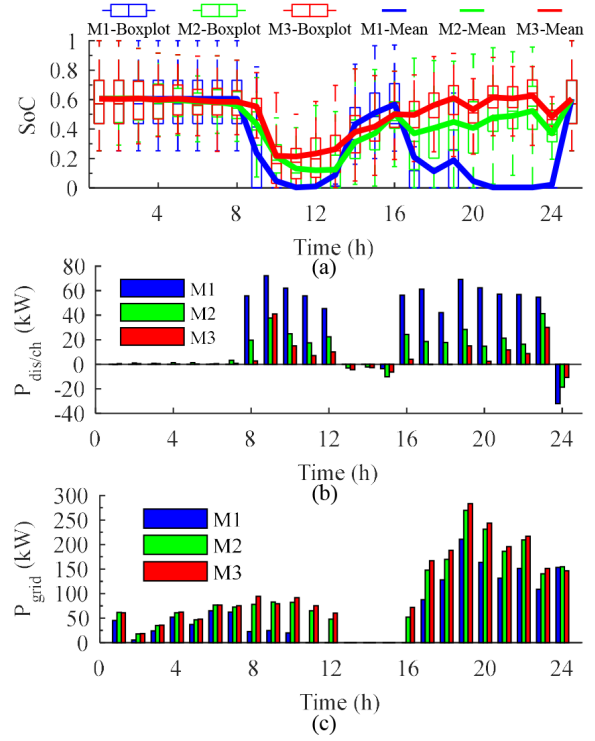 M1-Boxplot M2-Boxplot M3-Boxplot M1-Mean M2-Mean M3-Mean
1
0.8
0.6
0.4
0.2
0
SoC
4 8 12 16 20 24
Time (h)
(a)
80
60
40
20
0
-20
-40
P dis/ch (kW)
M1
M2
M3
0 4 8 12 16 20 24
Time (h)
(b)
300
250
200
150
100
50
0
P grid (kW)
M1
M2
M3
0 4 8 12 16 20 24
Time (h)
(c)